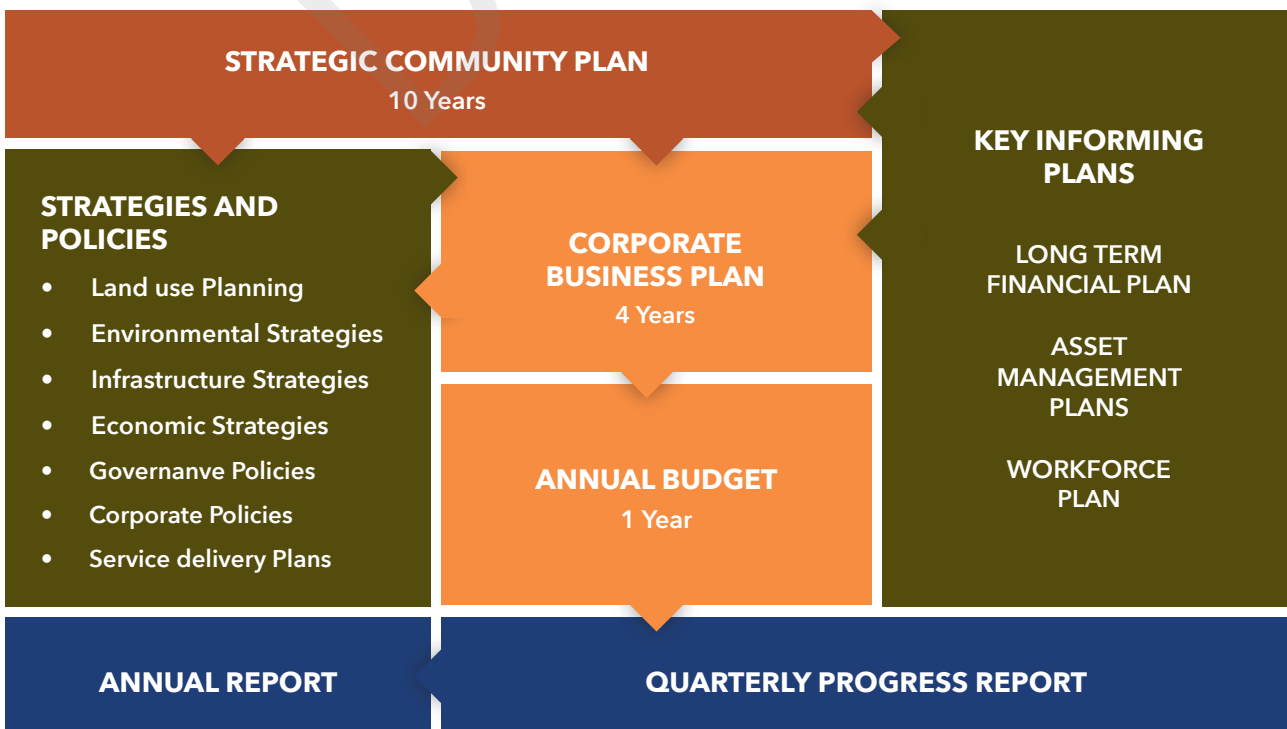 STRATEGIC COMMUNITY PLAN
10 Years
STRATEGIES AND
POLICIES
• Land use Planning
• Environmental Strategies
• Infrastructure Strategies
• Economic Strategies
• Governanve Policies
• Corporate Policies
• Service delivery Plans
CORPORATE
BUSINESS PLAN
4 Years
ANNUAL BUDGET
1 Year
KEY INFORMING
PLANS
LONG TERM
FINANCIAL PLAN
ASSET
MANAGEMENT
PLANS
WORKFORCE
PLAN
ANNUAL REPORT
QUARTERLY PROGRESS REPORT